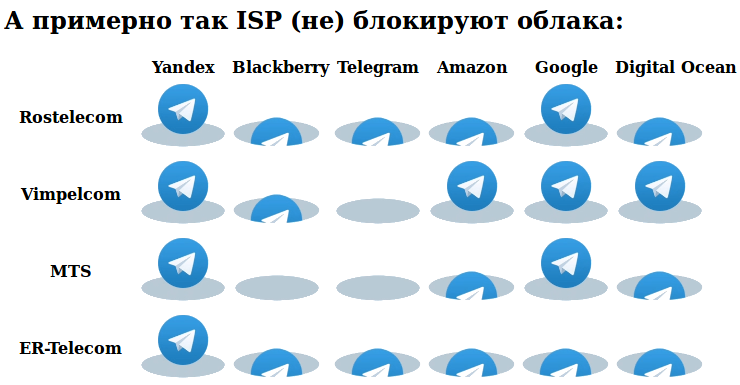 А примерно так ISP (не) блокируют облака:
Yandex Blackberry Telegram Amazon Google Digital Ocean
Rostelecom
Vimpelcom
MTS
ER-Telecom